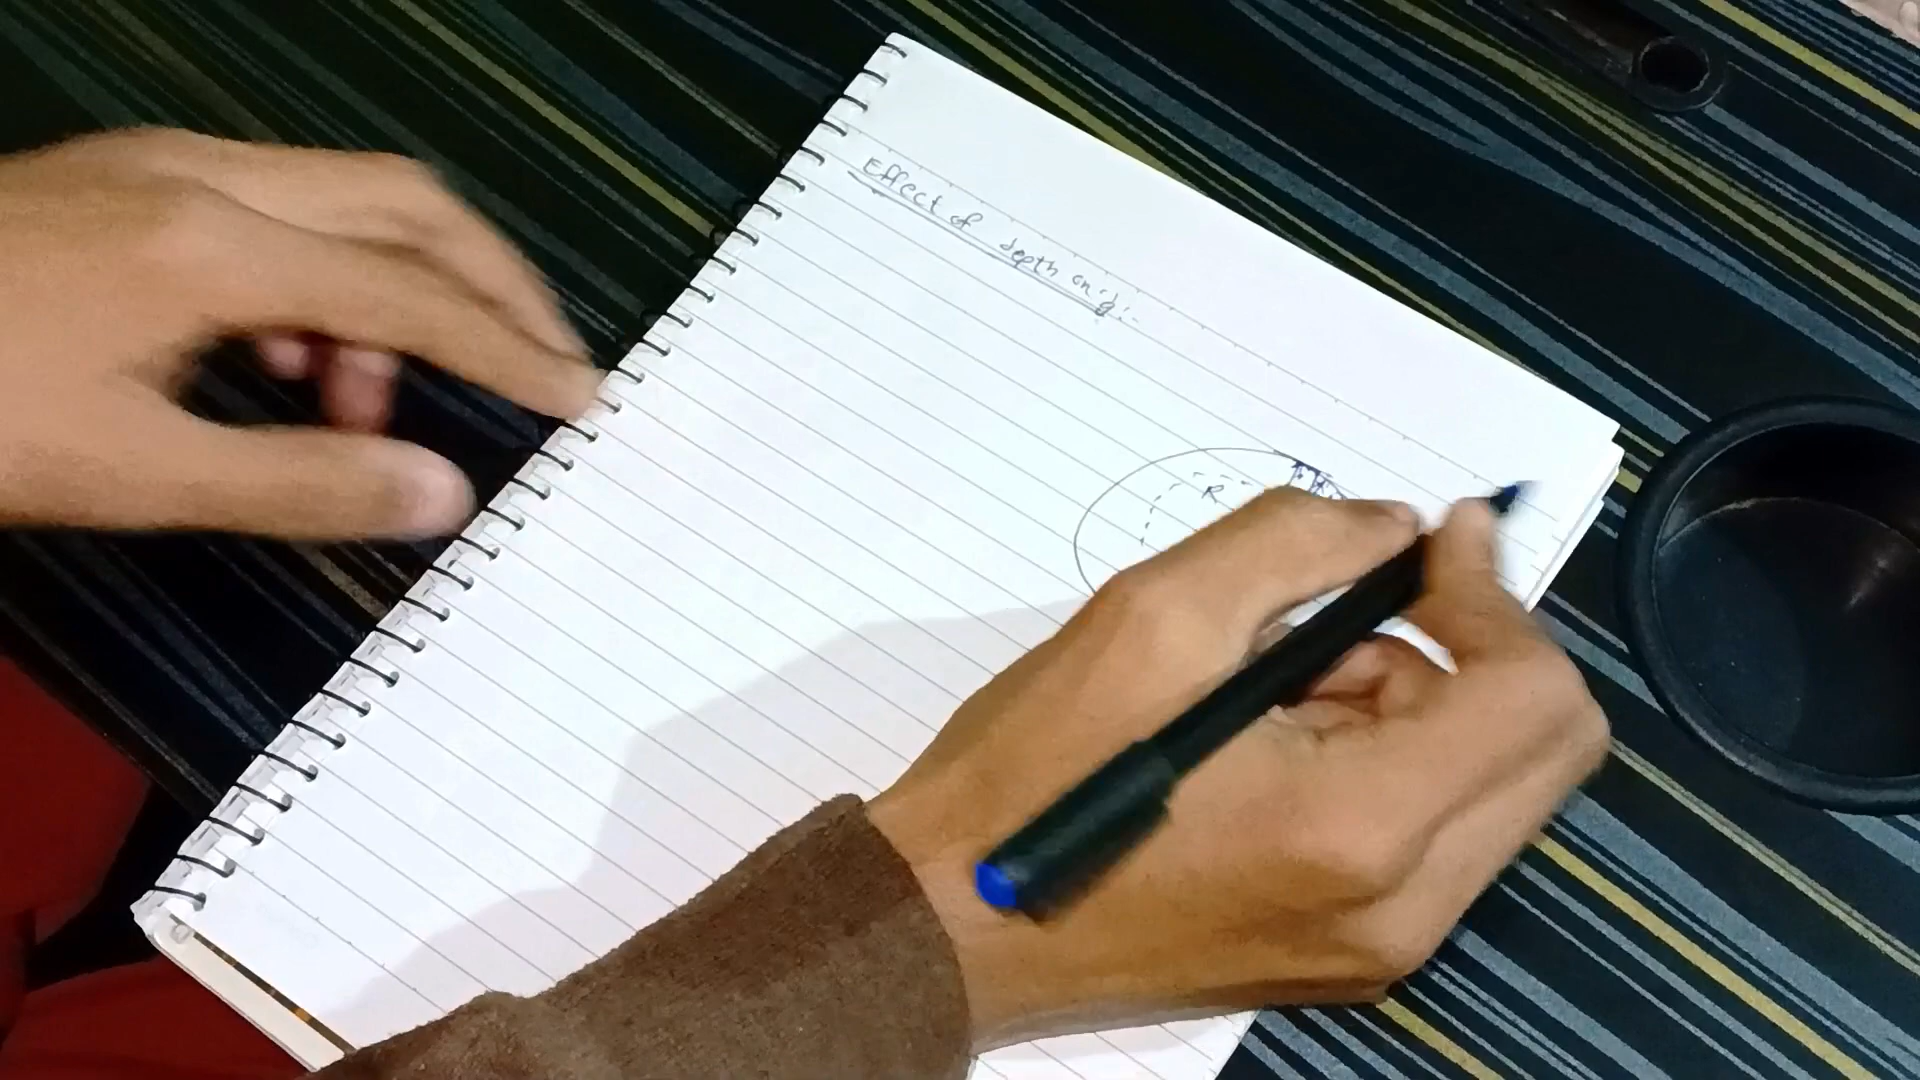 Effect of depth on 'g' :-
R